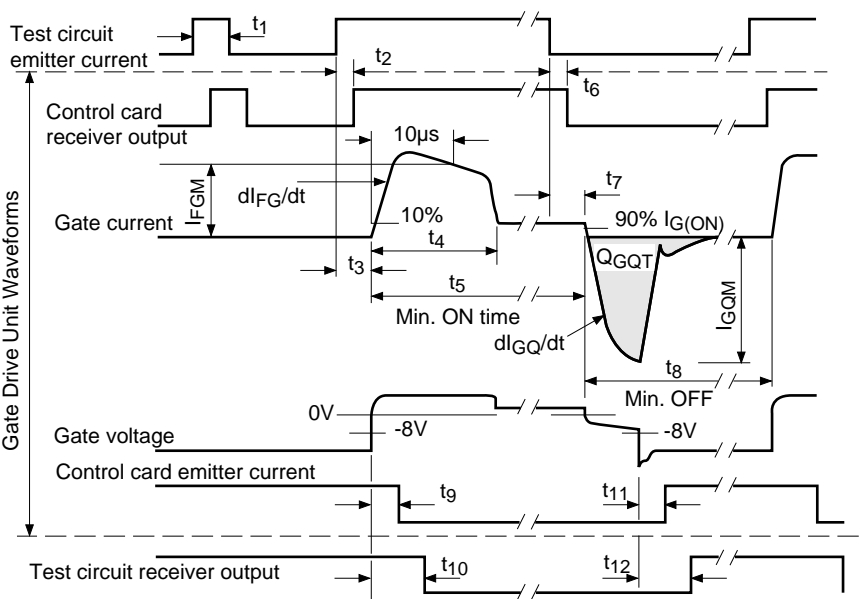 Test circuit
emitter current
t1
t2
t6
Control card
receiver output
10µs
t7
IFGM
dIFG/dt
10%
90% IG(ON)
Gate current
t4
QGQT
t3
t5
IGQM
Min. ON time
dIGQ/dt
t8
Min. OFF
0V
-8V
-8V
Gate voltage
Control card emitter current
t9
t11
Test circuit receiver output
t10
t12
Gate Drive Unit Waveforms